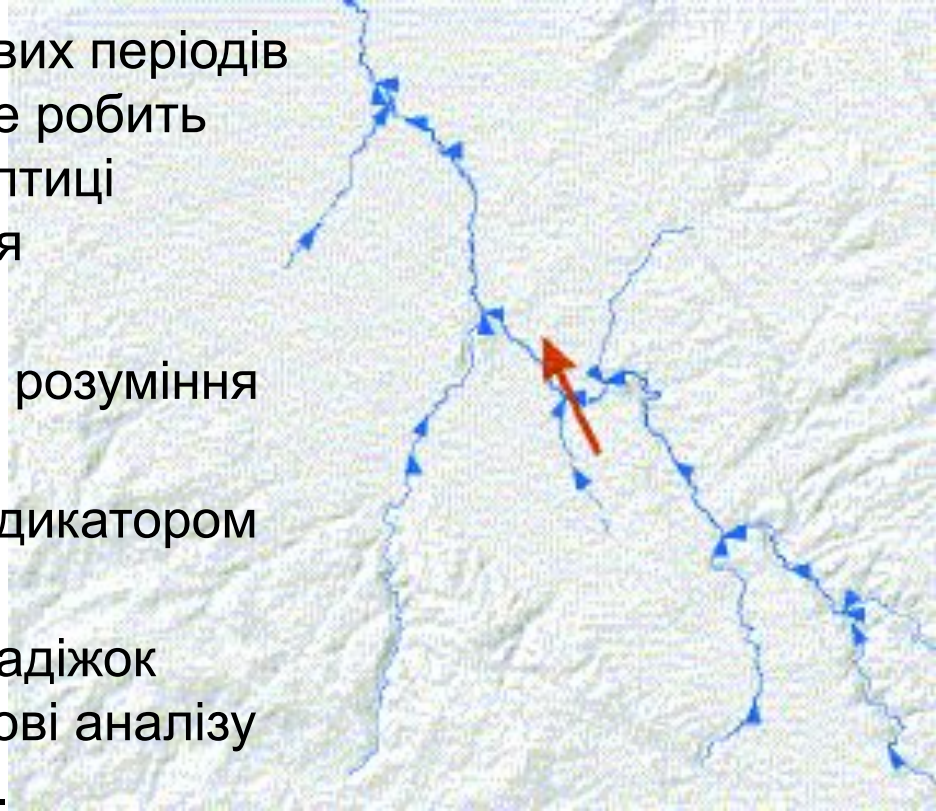 вих періодів
е робить
птиці
я
розуміння
дикатором
адіжок
ові аналізу